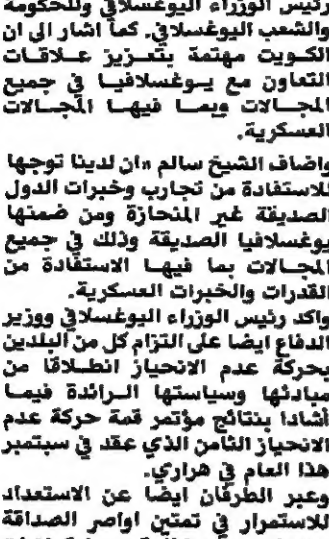 رئيس الوزراء اليوغسلافي وللحكومة
والشعب اليوغسلافي. كما اشار الى ان
الكويت مهتمة بتعزيز علاقات
التعاون مع يوغسلافيا في جميع
المجالات وبما فيها المجالات
العسكرية.
واضاف الشيخ سالم «ان لدينا توجها
للاستفادة من تجارب وخبرات الدول
الصديقة غير المنحازة ومن ضمنها
يوغسلافيا الصديقة وذلك في جميع
المجالات بما فيها الاستفادة من
القدرات والخبرات العسكرية.
واكد رئيس الوزراء اليوغسلافي ووزير
الدفاع ايضا على التزام كل من البلدين
بحركة عدم الانحياز انطلاقا من
مبادئها وسياستها الرائدة فيما
أشادا بنتائج مؤتمر قمة حركة عدم
الانحياز الثامن الذي عقد في سبتمبر
هذا العام في هراري.
وعبر الطرفان ايضا عن الاستعداد
للاستمرار في تمتين اواصر الصداقة